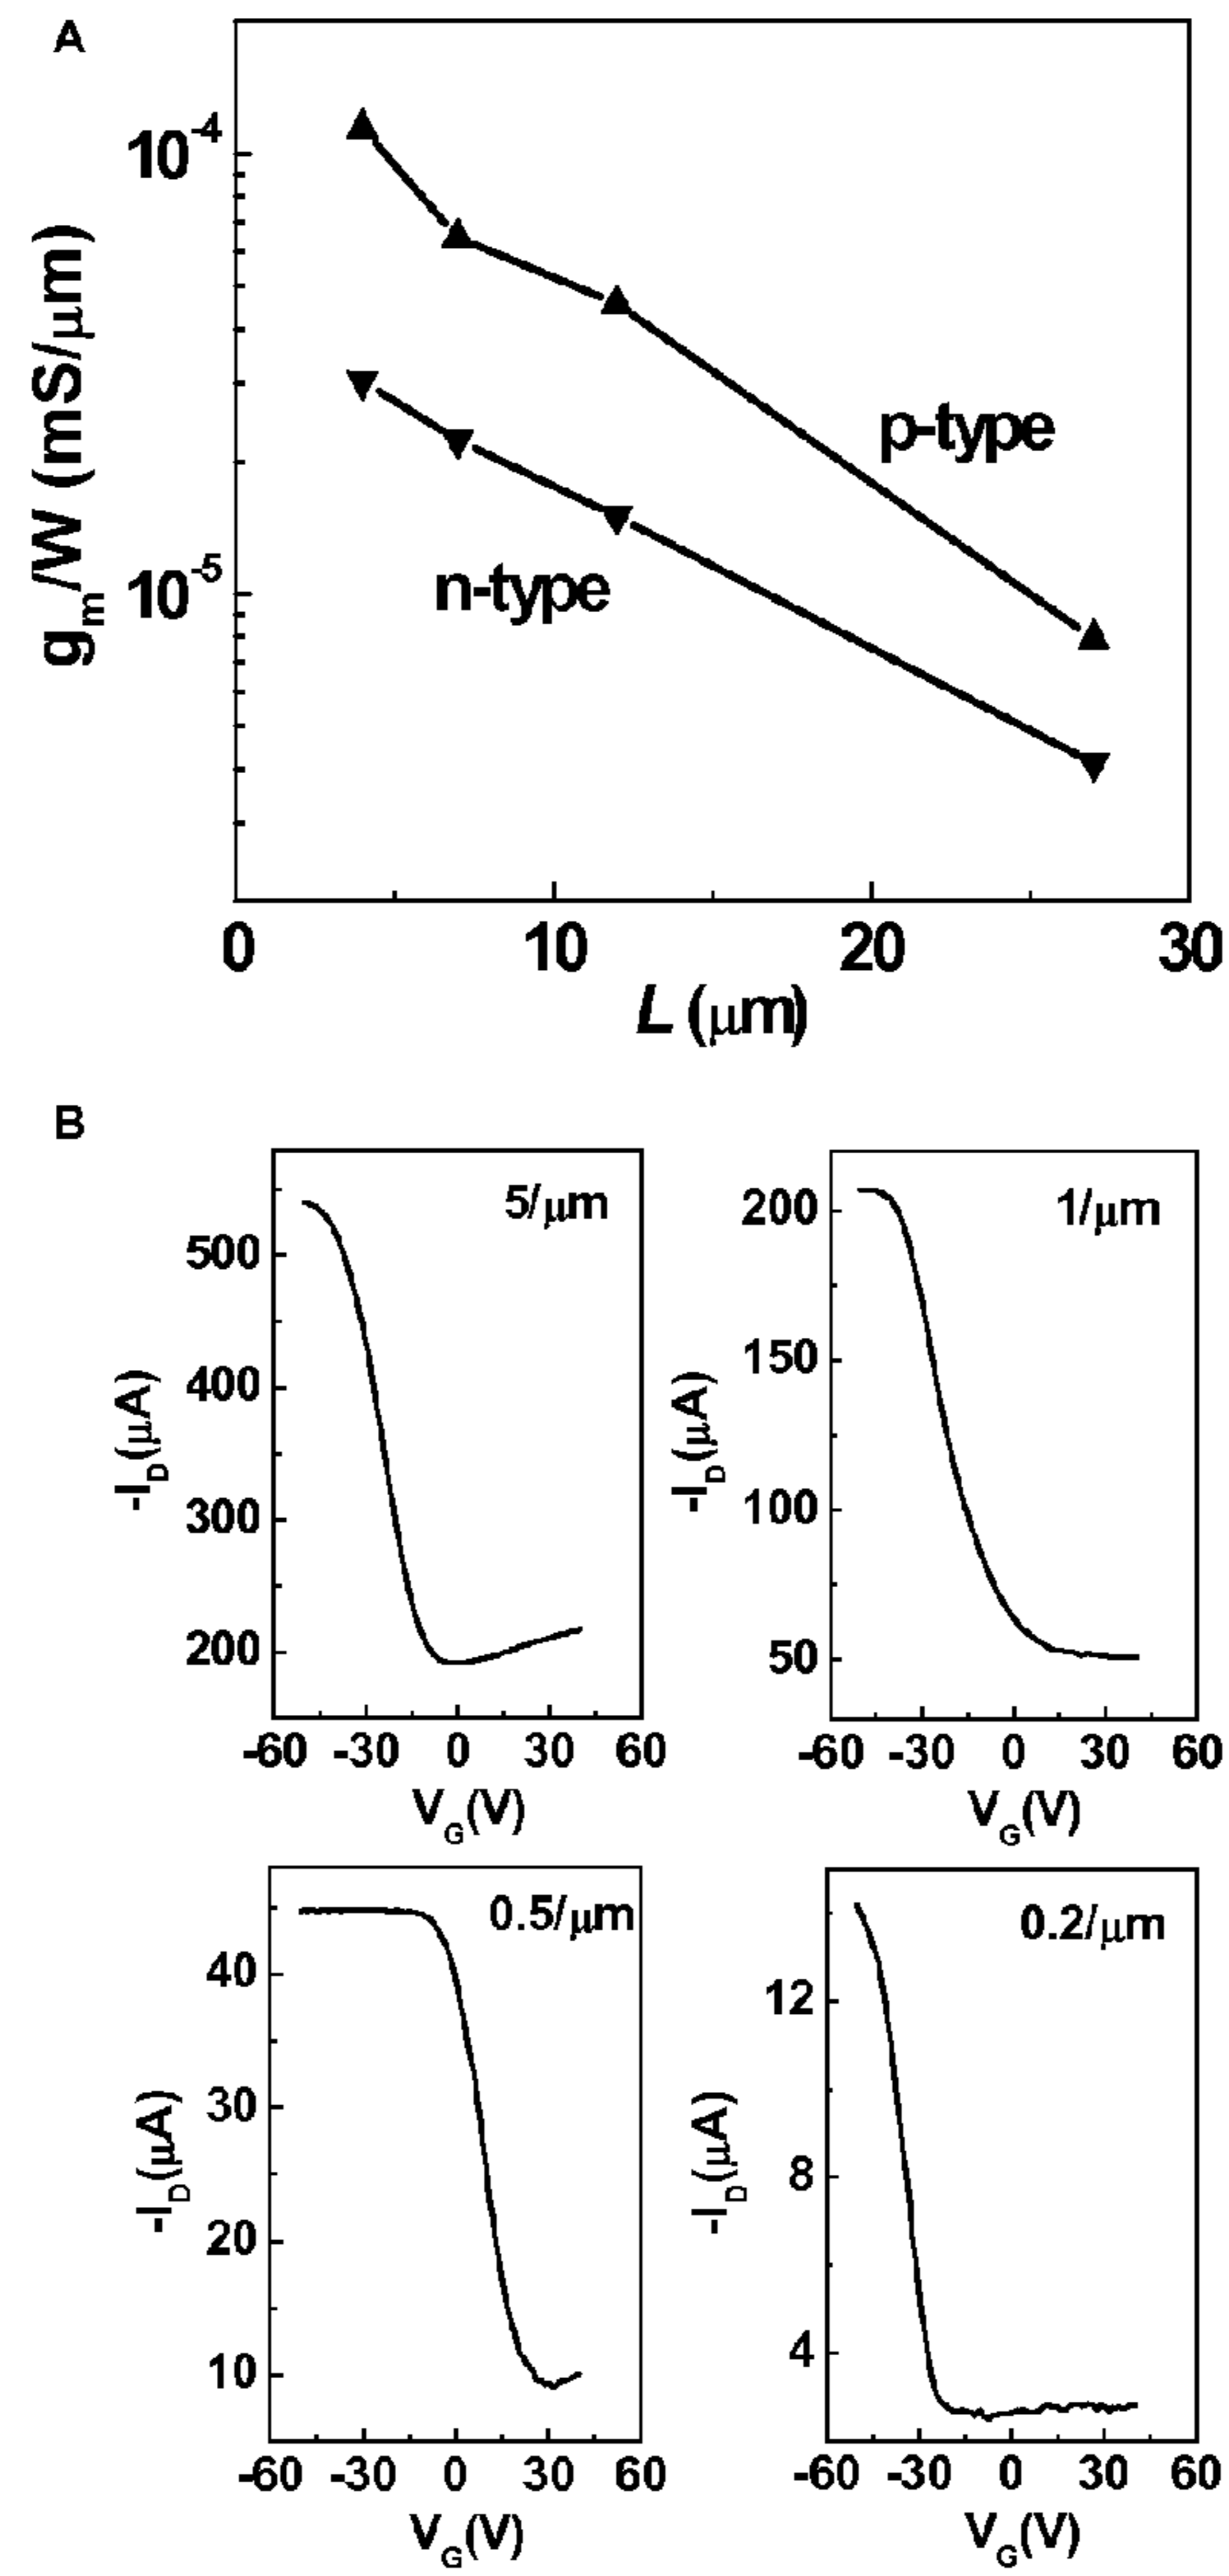 A
10-4
gm/W (mS/μm)
p-type
10-5
n-type
0 10 20 30
L (μm)
B
5/μm
500
400
300
200
-ID(μA)
-60 -30 0 30 60
VG(V)
1/μm
200
150
100
50
-ID(μA)
-60 -30 0 30 60
VG(V)
0.5/μm
40
30
20
10
-ID(μA)
-60 -30 0 30 60
VG(V)
0.2/μm
12
8
4
-ID(μA)
-60 -30 0 30 60
VG(V)